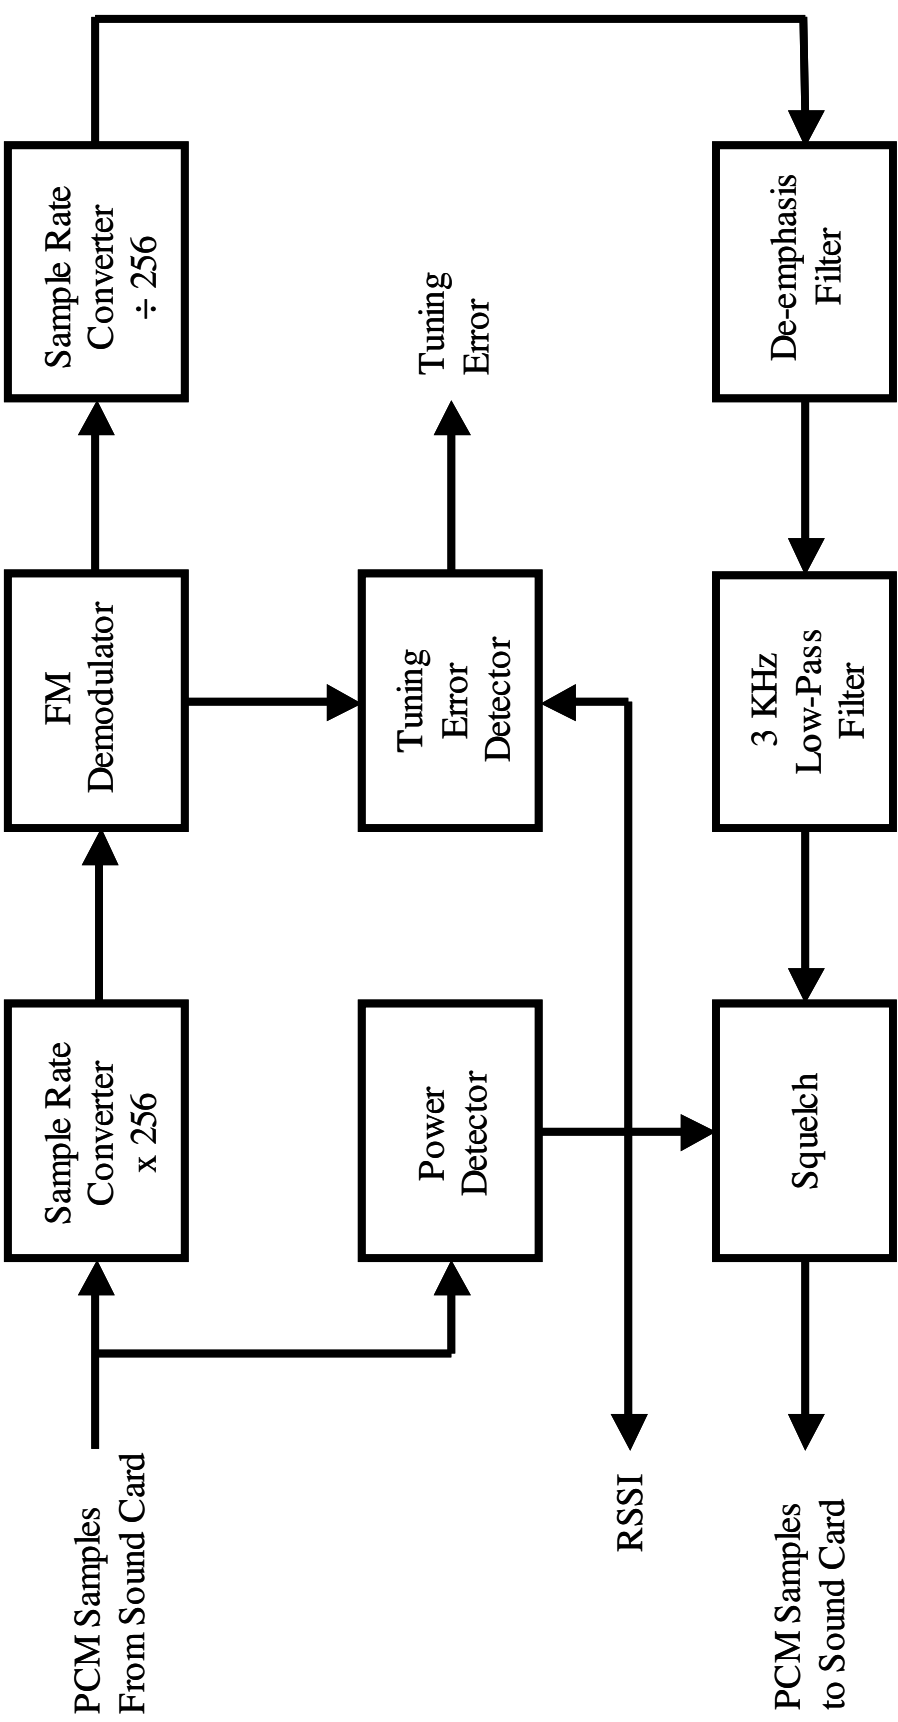 PCM Samples
From Sound Card
Sample Rate
Converter
x 256
FM
Demodulator
Sample Rate
Converter
÷ 256
Power
Detector
Tuning
Error
Detector
Tuning
Error
RSSI
PCM Samples
to Sound Card
Squelch
3 KHz
Low-Pass
Filter
De-emphasis
Filter